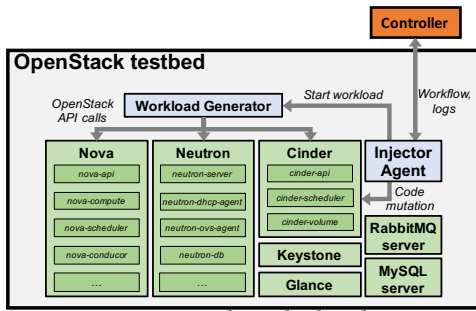 Controller
OpenStack testbed
OpenStack
API calls
Workload Generator
Start workload
Workflow,
logs
Nova
nova-api
nova-compute
nova-scheduler
nova-conducor
...
Neutron
neutron-server
neutron-dhcp-agent
neutron-ovs-agent
neutron-db
...
Cinder
cinder-api
cinder-scheduler
cinder-volume
Keystone
Glance
Injector
Agent
Code
mutation
RabbitMQ
server
MySQL
server